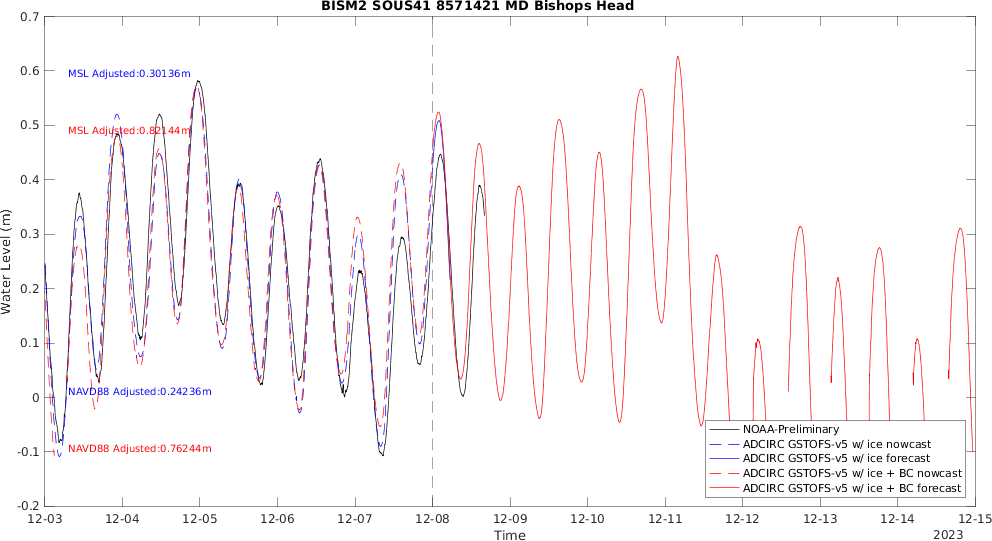 BISM2 SOUS41 8571421 MD Bishops Head
0.7
0.6
0.5
0.4
0.3
0.2
0.1
0
-0.1
-0.2
Water Level (m)
MSL Adjusted:0.30136m
MSL Adjusted:0.82144m
NAVD88 Adjusted:0.24236m
NAVD88 Adjusted:0.76244m
NOAA-Preliminary
ADCIRC GSTOFS-v5 w/ ice nowcast
ADCIRC GSTOFS-v5 w/ ice forecast
ADCIRC GSTOFS-v5 w/ ice + BC nowcast
ADCIRC GSTOFS-v5 w/ ice + BC forecast
12-03 12-04 12-05 12-06 12-07 12-08 12-09 12-10 12-11 12-12 12-13 12-14 12-15
Time
2023